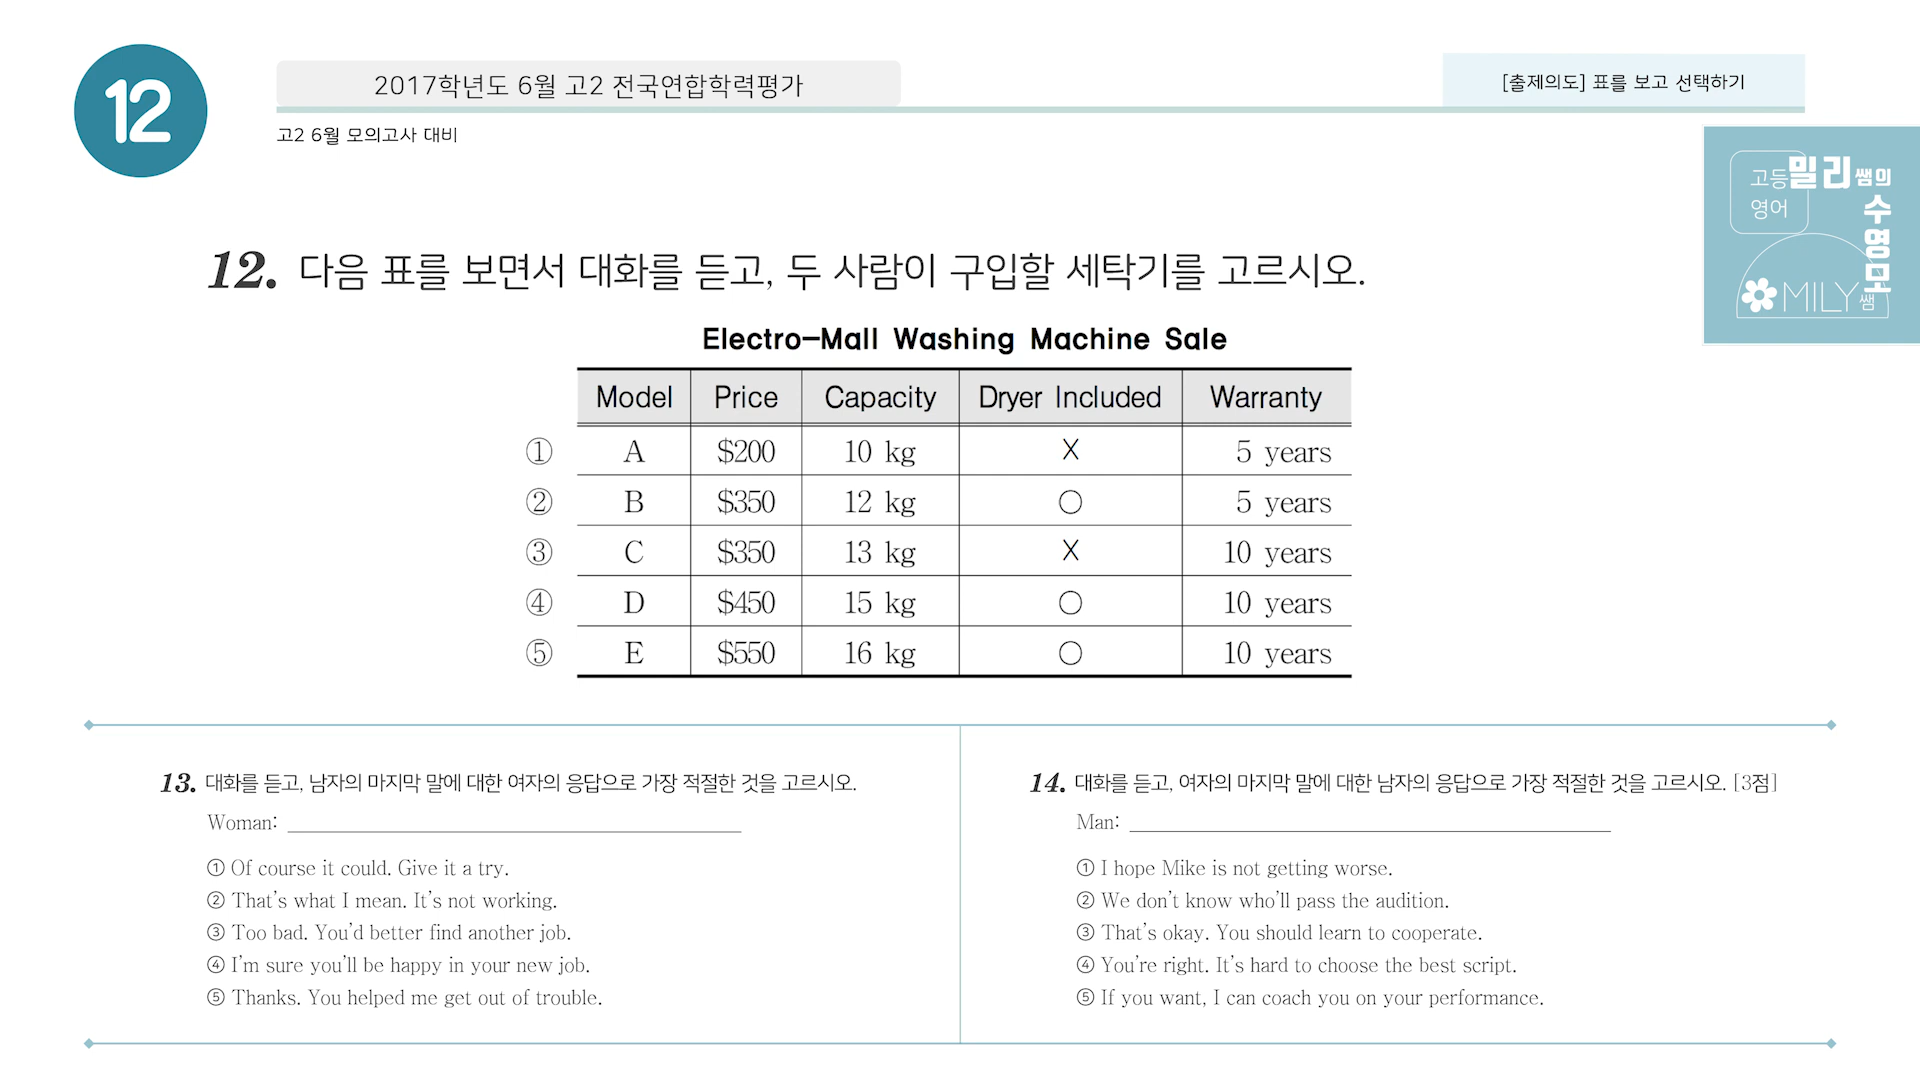 12
2017학년도 6월 고2 전국연합학력평가
[출제의도] 표를 보고 선택하기
고2 6월 모의고사 대비
고등 영어
밀리쌤의
수영모
MILY쌤
12. 다음 표를 보면서 대화를 듣고, 두 사람이 구입할 세탁기를 고르시오.
Electro-Mall Washing Machine Sale
Model Price Capacity Dryer Included Warranty
① A $200 10 kg X 5 years
② B $350 12 kg ○ 5 years
③ C $350 13 kg X 10 years
④ D $450 15 kg ○ 10 years
⑤ E $550 16 kg ○ 10 years
13. 대화를 듣고, 남자의 마지막 말에 대한 여자의 응답으로 가장 적절한 것을 고르시오.
Woman:
① Of course it could. Give it a try.
② That's what I mean. It's not working.
③ Too bad. You'd better find another job.
④ I'm sure you'll be happy in your new job.
⑤ Thanks. You helped me get out of trouble.
14. 대화를 듣고, 여자의 마지막 말에 대한 남자의 응답으로 가장 적절한 것을 고르시오. [3점]
Man:
① I hope Mike is not getting worse.
② We don't know who'll pass the audition.
③ That's okay. You should learn to cooperate.
④ You're right. It's hard to choose the best script.
⑤ If you want, I can coach you on your performance.